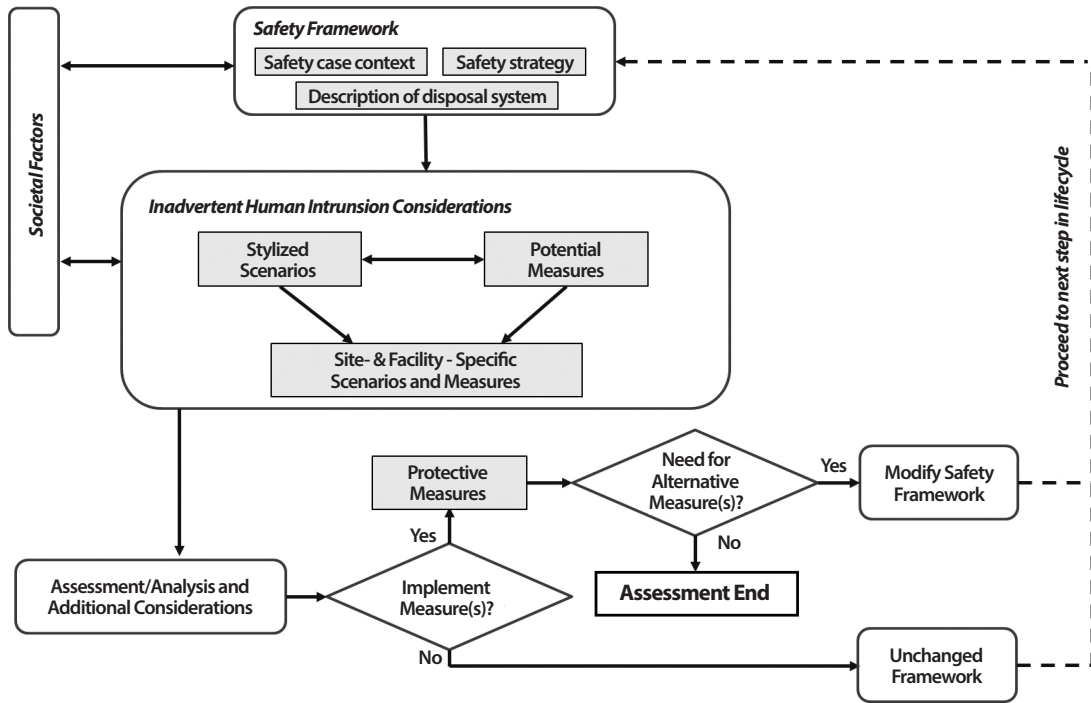 Societal Factors
Safety Framework
Safety case context
Safety strategy
Description of disposal system
Inadvertent Human Intrunsion Considerations
Stylized
Scenarios
Potential
Measures
Site- & Facility - Specific
Scenarios and Measures
Proceed to next step in lifecycle
Protective
Measures
Need for
Alternative
Measure(s)?
Yes
Modify Safety
Framework
Yes
No
Assessment/Analysis and
Additional Considerations
Implement
Measure(s)?
Assessment End
No
Unchanged
Framework